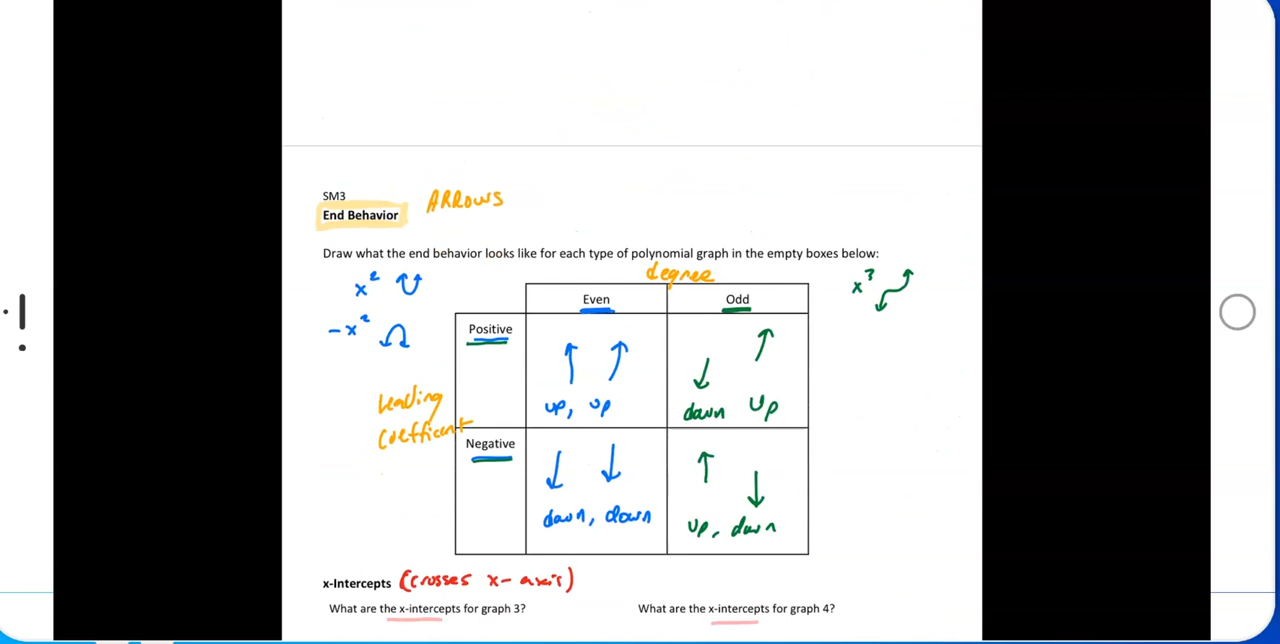 SM3
End Behavior ARROWS
Draw what the end behavior looks like for each type of polynomial graph in the empty boxes below:
x² degree x³
Even Odd
-x²
Positive
up, up down up
Leading
coefficient
Negative
down, down up, down
x-Intercepts (crosses x-axis)
What are the x-intercepts for graph 3? What are the x-intercepts for graph 4?